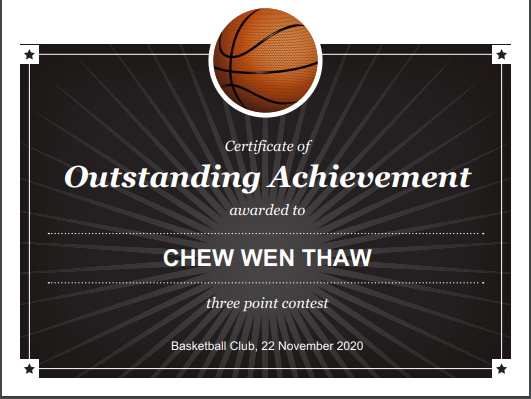 Certificate of
Outstanding Achievement
awarded to
CHEW WEN THAW
three point contest
Basketball Club, 22 November 2020